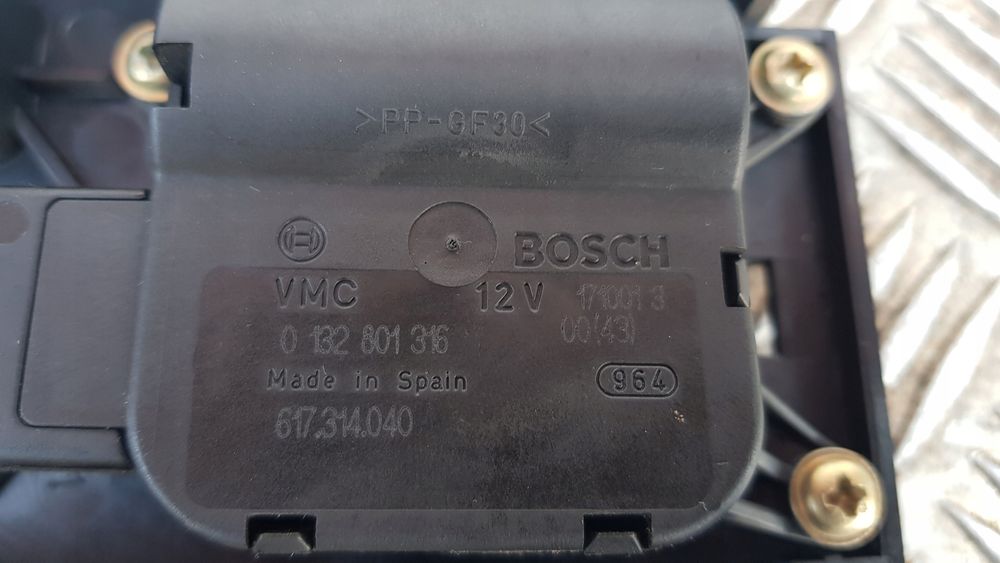 >PP-GF30<
BOSCH
VMC 12V 171001 3
0 132 801 316 00(43)
Made in Spain 964
617.314.040